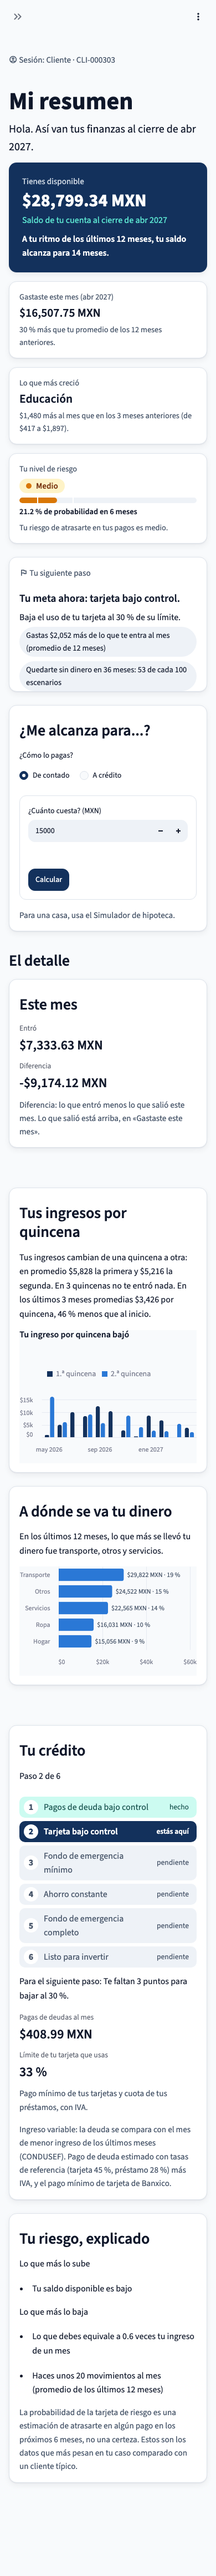 Sesión: Cliente · CLI-000303
Mi resumen
Hola. Así van tus finanzas al cierre de abr
2027.
Tienes disponible
$28,799.34 MXN
Saldo de tu cuenta al cierre de abr 2027
A tu ritmo de los últimos 12 meses, tu saldo
alcanza para 14 meses.
Gastaste este mes (abr 2027)
$16,507.75 MXN
30 % más que tu promedio de los 12 meses
anteriores.
Lo que más creció
Educación
$1,480 más al mes que en los 3 meses anteriores (de
$417 a $1,897).
Tu nivel de riesgo
Medio
21.2 % de probabilidad en 6 meses
Tu riesgo de atrasarte en tus pagos es medio.
Tu siguiente paso
Tu meta ahora: tarjeta bajo control.
Baja el uso de tu tarjeta al 30 % de su límite.
Gastas $2,052 más de lo que te entra al mes
(promedio de 12 meses)
Quedarte sin dinero en 36 meses: 53 de cada 100
escenarios
¿Me alcanza para...?
¿Cómo lo pagas?
De contado A crédito
¿Cuánto cuesta? (MXN)
15000
Calcular
Para una casa, usa el Simulador de hipoteca.
El detalle
Este mes
Entró
$7,333.63 MXN
Diferencia
-$9,174.12 MXN
Diferencia: lo que entró menos lo que salió este
mes. Lo que salió está arriba, en «Gastaste este
mes».
Tus ingresos por
quincena
Tus ingresos cambian de una quincena a otra:
en promedio $5,828 la primera y $5,216 la
segunda. En 3 quincenas no te entró nada. En
los últimos 3 meses promedias $3,426 por
quincena, 46 % menos que al inicio.
Tu ingreso por quincena bajó
1.ª quincena 2.ª quincena
$15k
$10k
$5k
$0
may 2026 sep 2026 ene 2027
A dónde se va tu dinero
En los últimos 12 meses, lo que más se llevó tu
dinero fue transporte, otros y servicios.
Transporte $29,822 MXN · 19 %
Otros $24,522 MXN · 15 %
Servicios $22,565 MXN · 14 %
Ropa $16,031 MXN · 10 %
Hogar $15,056 MXN · 9 %
$0 $20k $40k $60k
Tu crédito
Paso 2 de 6
1 Pagos de deuda bajo control hecho
2 Tarjeta bajo control estás aquí
3 Fondo de emergencia
mínimo pendiente
4 Ahorro constante pendiente
5 Fondo de emergencia
completo pendiente
6 Listo para invertir pendiente
Para el siguiente paso: Te faltan 3 puntos para
bajar al 30 %.
Pagas de deudas al mes
$408.99 MXN
Límite de tu tarjeta que usas
33 %
Pago mínimo de tus tarjetas y cuota de tus
préstamos, con IVA.
Ingreso variable: la deuda se compara con el mes
de menor ingreso de los últimos meses
(CONDUSEF). Pago de deuda estimado con tasas
de referencia (tarjeta 45 %, préstamo 28 %) más
IVA, y el pago mínimo de tarjeta de Banxico.
Tu riesgo, explicado
Lo que más lo sube
• Tu saldo disponible es bajo
Lo que más lo baja
• Lo que debes equivale a 0.6 veces tu ingreso
de un mes
• Haces unos 20 movimientos al mes
(promedio de los últimos 12 meses)
La probabilidad de la tarjeta de riesgo es una
estimación de atrasarte en algún pago en los
próximos 6 meses, no una certeza. Estos son los
datos que más pesan en tu caso comparado con
un cliente típico.